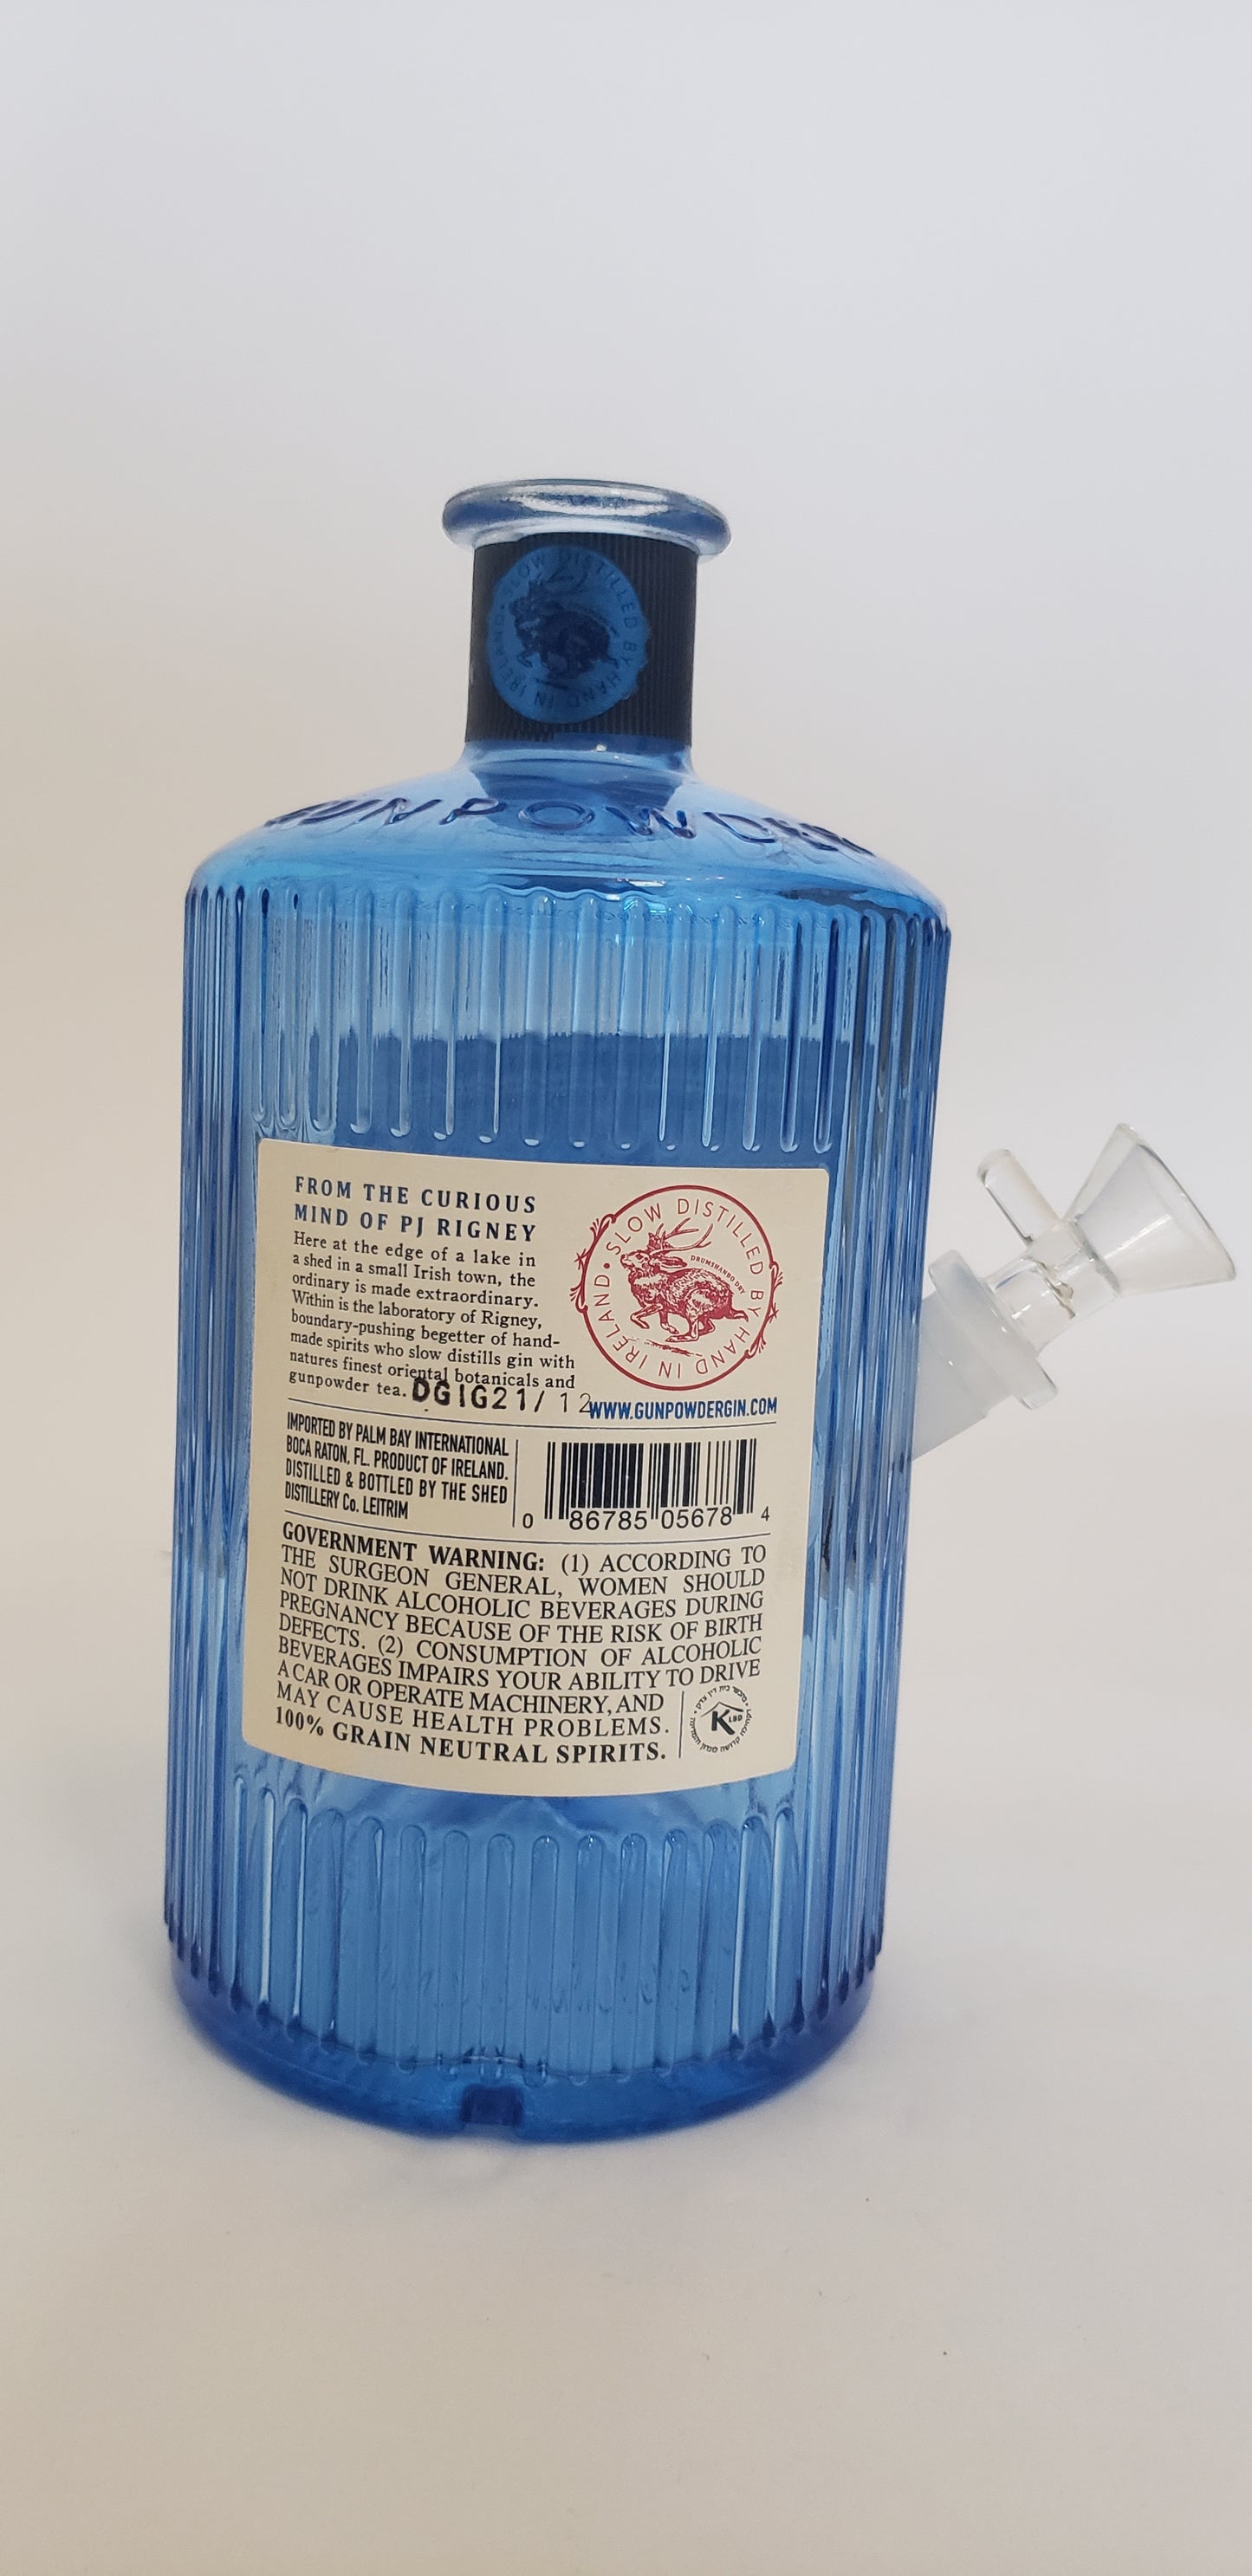 SLOW DISTILLED BY HAND IN IRELAND
GUNPOWDER
FROM THE CURIOUS
MIND OF PJ RIGNEY
Here at the edge of a lake in
a shed in a small Irish town, the
ordinary is made extraordinary.
Within is the laboratory of Rigney,
boundary-pushing begetter of hand-
made spirits who slow distills gin with
natures finest oriental botanicals and
gunpowder tea.
DGIG21/ 12
SLOW DISTILLED BY HAND IN IRELAND
DRUMSHANBO DRY
WWW.GUNPOWDERGIN.COM
IMPORTED BY PALM BAY INTERNATIONAL
BOCA RATON, FL. PRODUCT OF IRELAND.
DISTILLED & BOTTLED BY THE SHED
DISTILLERY Co. LEITRIM
0 86785 05678 4
GOVERNMENT WARNING: (1) ACCORDING TO
THE SURGEON GENERAL, WOMEN SHOULD
NOT DRINK ALCOHOLIC BEVERAGES DURING
PREGNANCY BECAUSE OF THE RISK OF BIRTH
DEFECTS. (2) CONSUMPTION OF ALCOHOLIC
BEVERAGES IMPAIRS YOUR ABILITY TO DRIVE
A CAR OR OPERATE MACHINERY, AND
MAY CAUSE HEALTH PROBLEMS.
100% GRAIN NEUTRAL SPIRITS.
K LBD